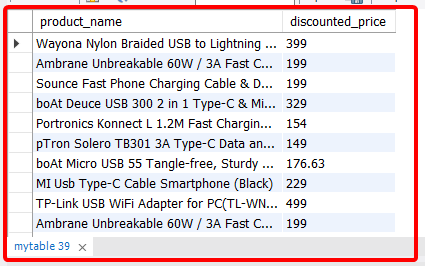 product_name discounted_price
Wayona Nylon Braided USB to Lightning ... 399
Ambrane Unbreakable 60W / 3A Fast C... 199
Sounce Fast Phone Charging Cable & D... 199
boAt Deuce USB 300 2 in 1 Type-C & Mi... 329
Portronics Konnect L 1.2M Fast Chargin... 154
pTron Solero TB301 3A Type-C Data an... 149
boAt Micro USB 55 Tangle-free, Sturdy ... 176.63
MI Usb Type-C Cable Smartphone (Black) 229
TP-Link USB WiFi Adapter for PC(TL-WN... 499
Ambrane Unbreakable 60W / 3A Fast C... 199
mytable 39 ×